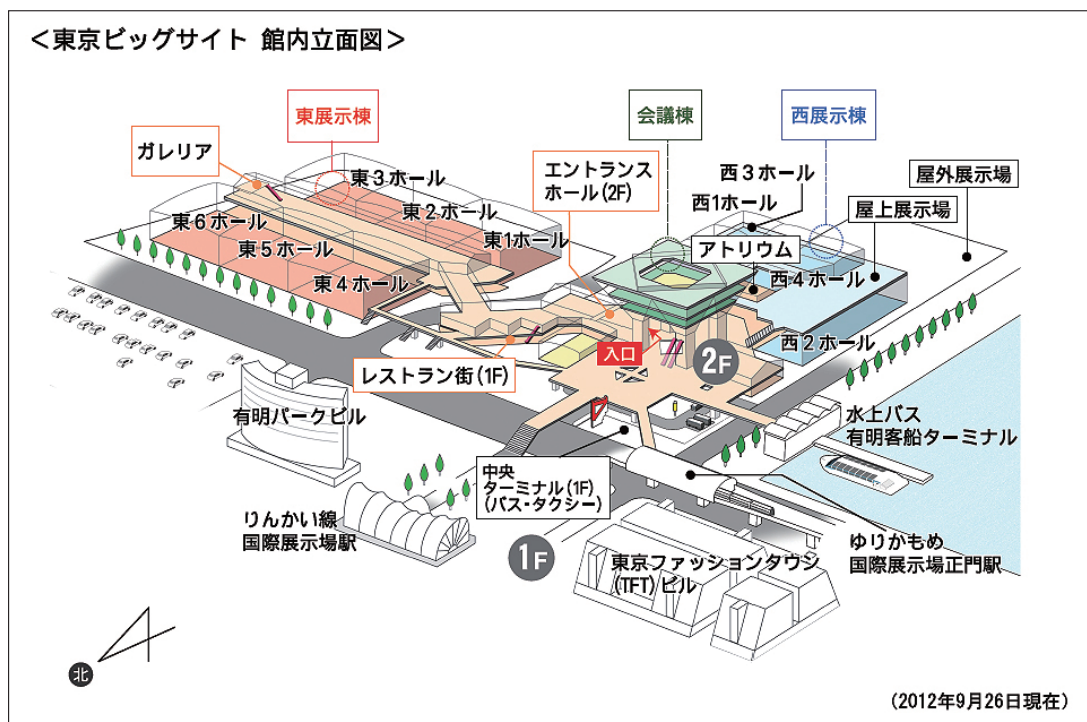 ＜東京ビッグサイト 館内立面図＞
東展示棟
会議棟
西展示棟
ガレリア
エントランス
ホール(2F)
西３ホール
屋外展示場
東３ホール
西1ホール
屋上展示場
東２ホール
東６ホール
東1ホール
アトリウム
東５ホール
東４ホール
西４ホール
入口
2F
西２ホール
レストラン街(1F)
有明パークビル
水上バス
有明客船ターミナル
中央
ターミナル(1F)
(バス・タクシー)
りんかい線
国際展示場駅
1F
東京ファッションタウン
(TFT)ビル
ゆりかもめ
国際展示場正門駅
北
(2012年9月26日現在)